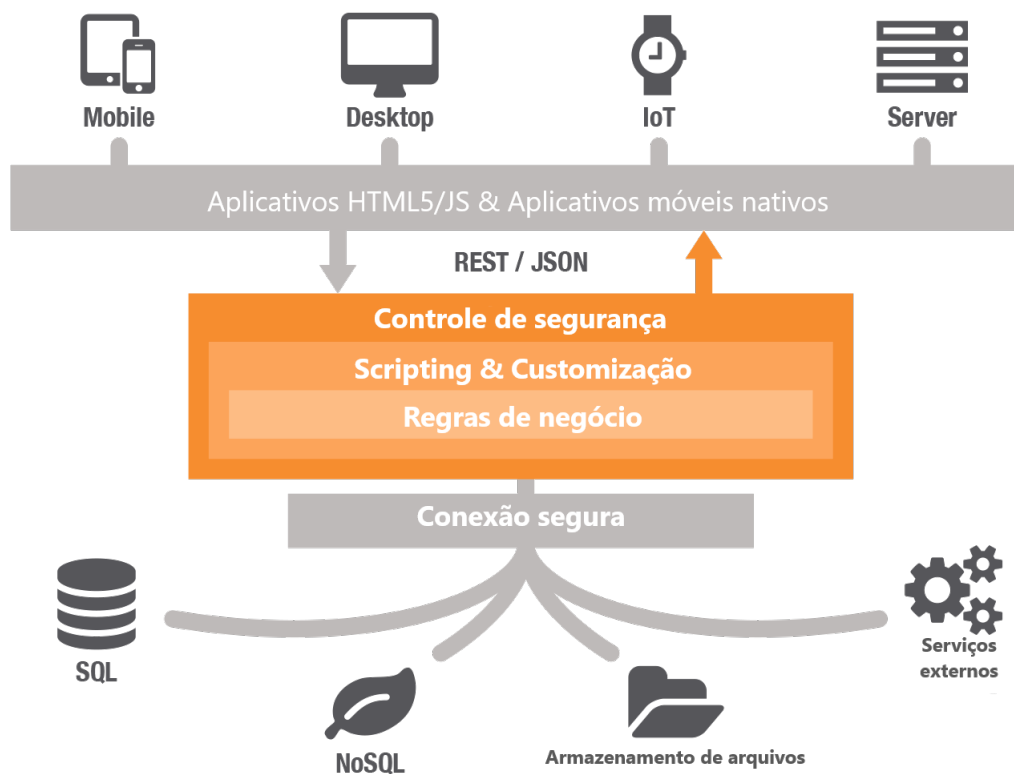 Mobile
Desktop
IoT
Server
Aplicativos HTML5/JS & Aplicativos móveis nativos
REST / JSON
Controle de segurança
Scripting & Customização
Regras de negócio
Conexão segura
SQL
NoSQL
Armazenamento de arquivos
Serviços
externos